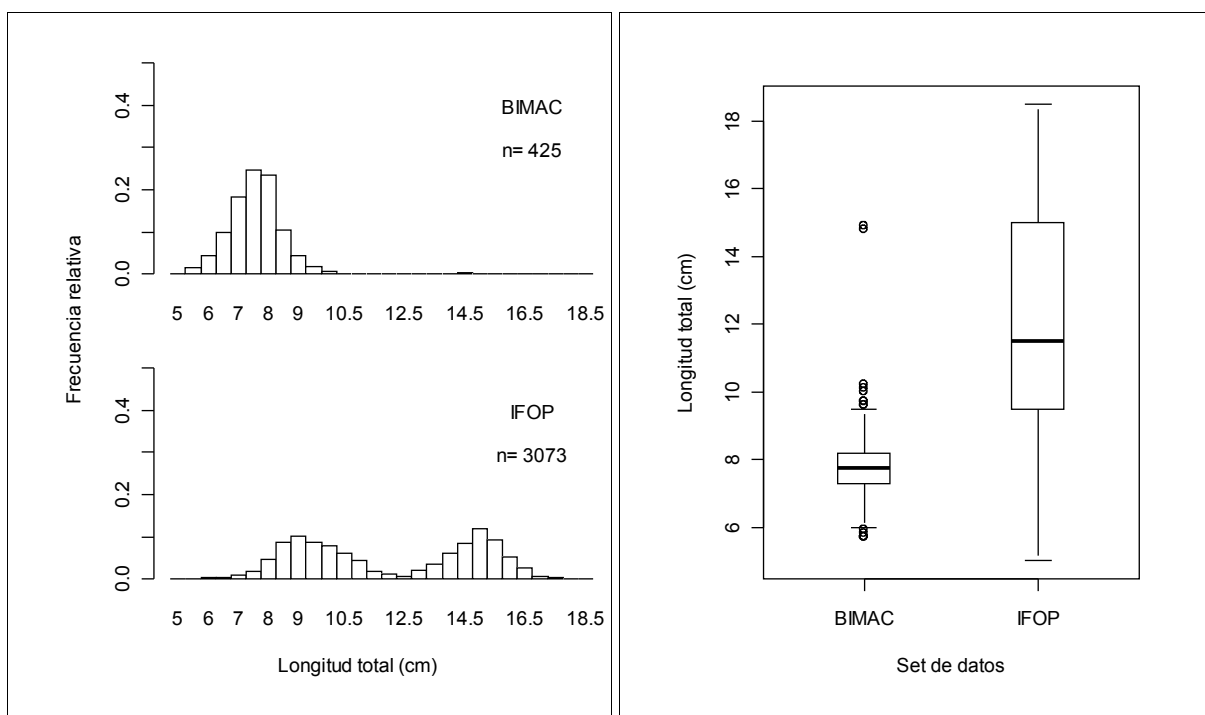 Frecuencia relativa
0.4
0.2
0.0
BIMAC
n= 425
5 6 7 8 9 10.5 12.5 14.5 16.5 18.5
0.4
0.2
0.0
IFOP
n= 3073
5 6 7 8 9 10.5 12.5 14.5 16.5 18.5
Longitud total (cm)
Longitud total (cm)
18
16
14
12
10
8
6
BIMAC IFOP
Set de datos